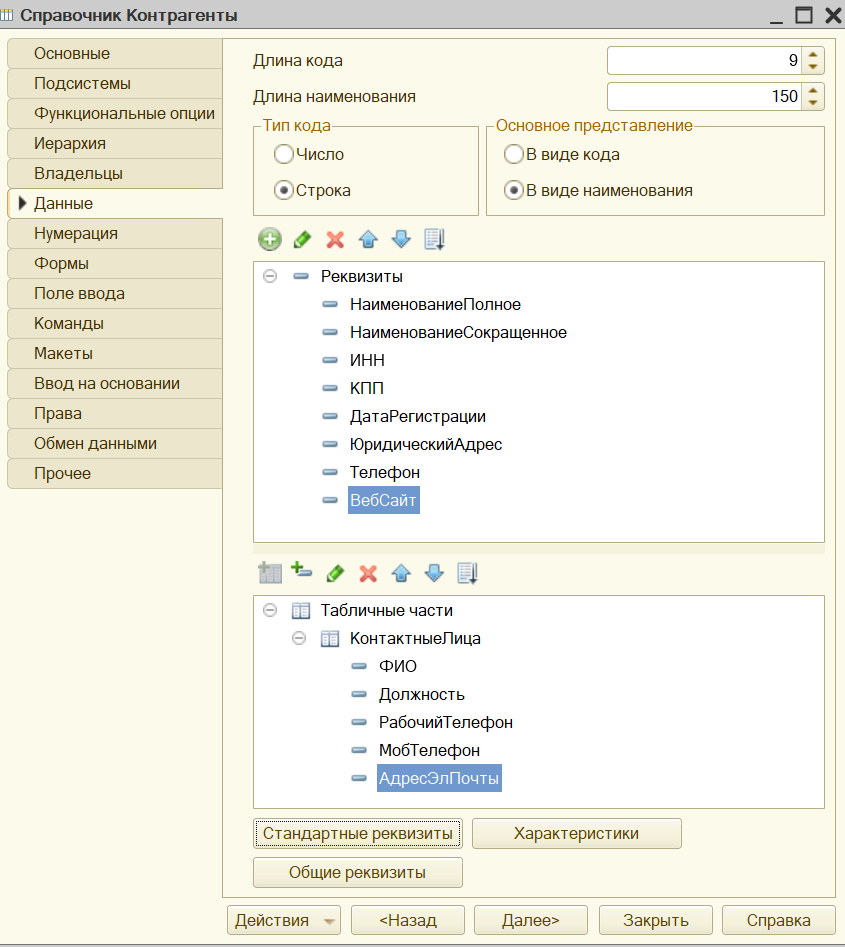 Справочник Контрагенты
Основные
Подсистемы
Функциональные опции
Иерархия
Владельцы
Данные
Нумерация
Формы
Поле ввода
Команды
Макеты
Ввод на основании
Права
Обмен данными
Прочее
Длина кода 9
Длина наименования 150
Тип кода
Число
Строка
Основное представление
В виде кода
В виде наименования
Реквизиты
НаименованиеПолное
НаименованиеСокращенное
ИНН
КПП
ДатаРегистрации
ЮридическийАдрес
Телефон
ВебСайт
Табличные части
КонтактныеЛица
ФИО
Должность
РабочийТелефон
МобТелефон
АдресЭлПочты
Стандартные реквизиты Характеристики
Общие реквизиты
Действия <Назад Далее> Закрыть Справка